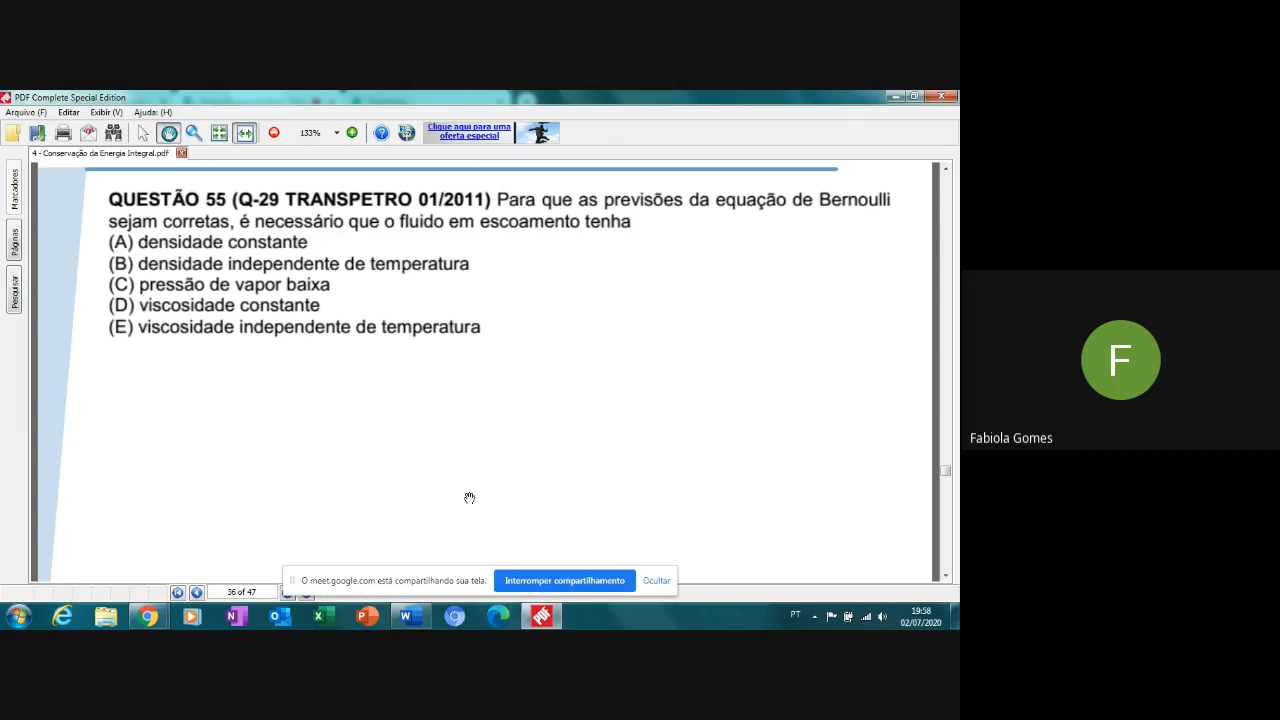 PDF Complete Special Edition
Arquivo (F) Editar Exibir (V) Ajuda: (H)
133%
Clique aqui para uma
oferta especial
4 - Conservação da Energia Integral.pdf
Marcadores
Páginas
Pesquisar
QUESTÃO 55 (Q-29 TRANSPETRO 01/2011) Para que as previsões da equação de Bernoulli
sejam corretas, é necessário que o fluido em escoamento tenha
(A) densidade constante
(B) densidade independente de temperatura
(C) pressão de vapor baixa
(D) viscosidade constante
(E) viscosidade independente de temperatura
F
Fabiola Gomes
O meet.google.com está compartilhando sua tela.
Interromper compartilhamento
Ocultar
36 of 47
PT
19:58
02/07/2020